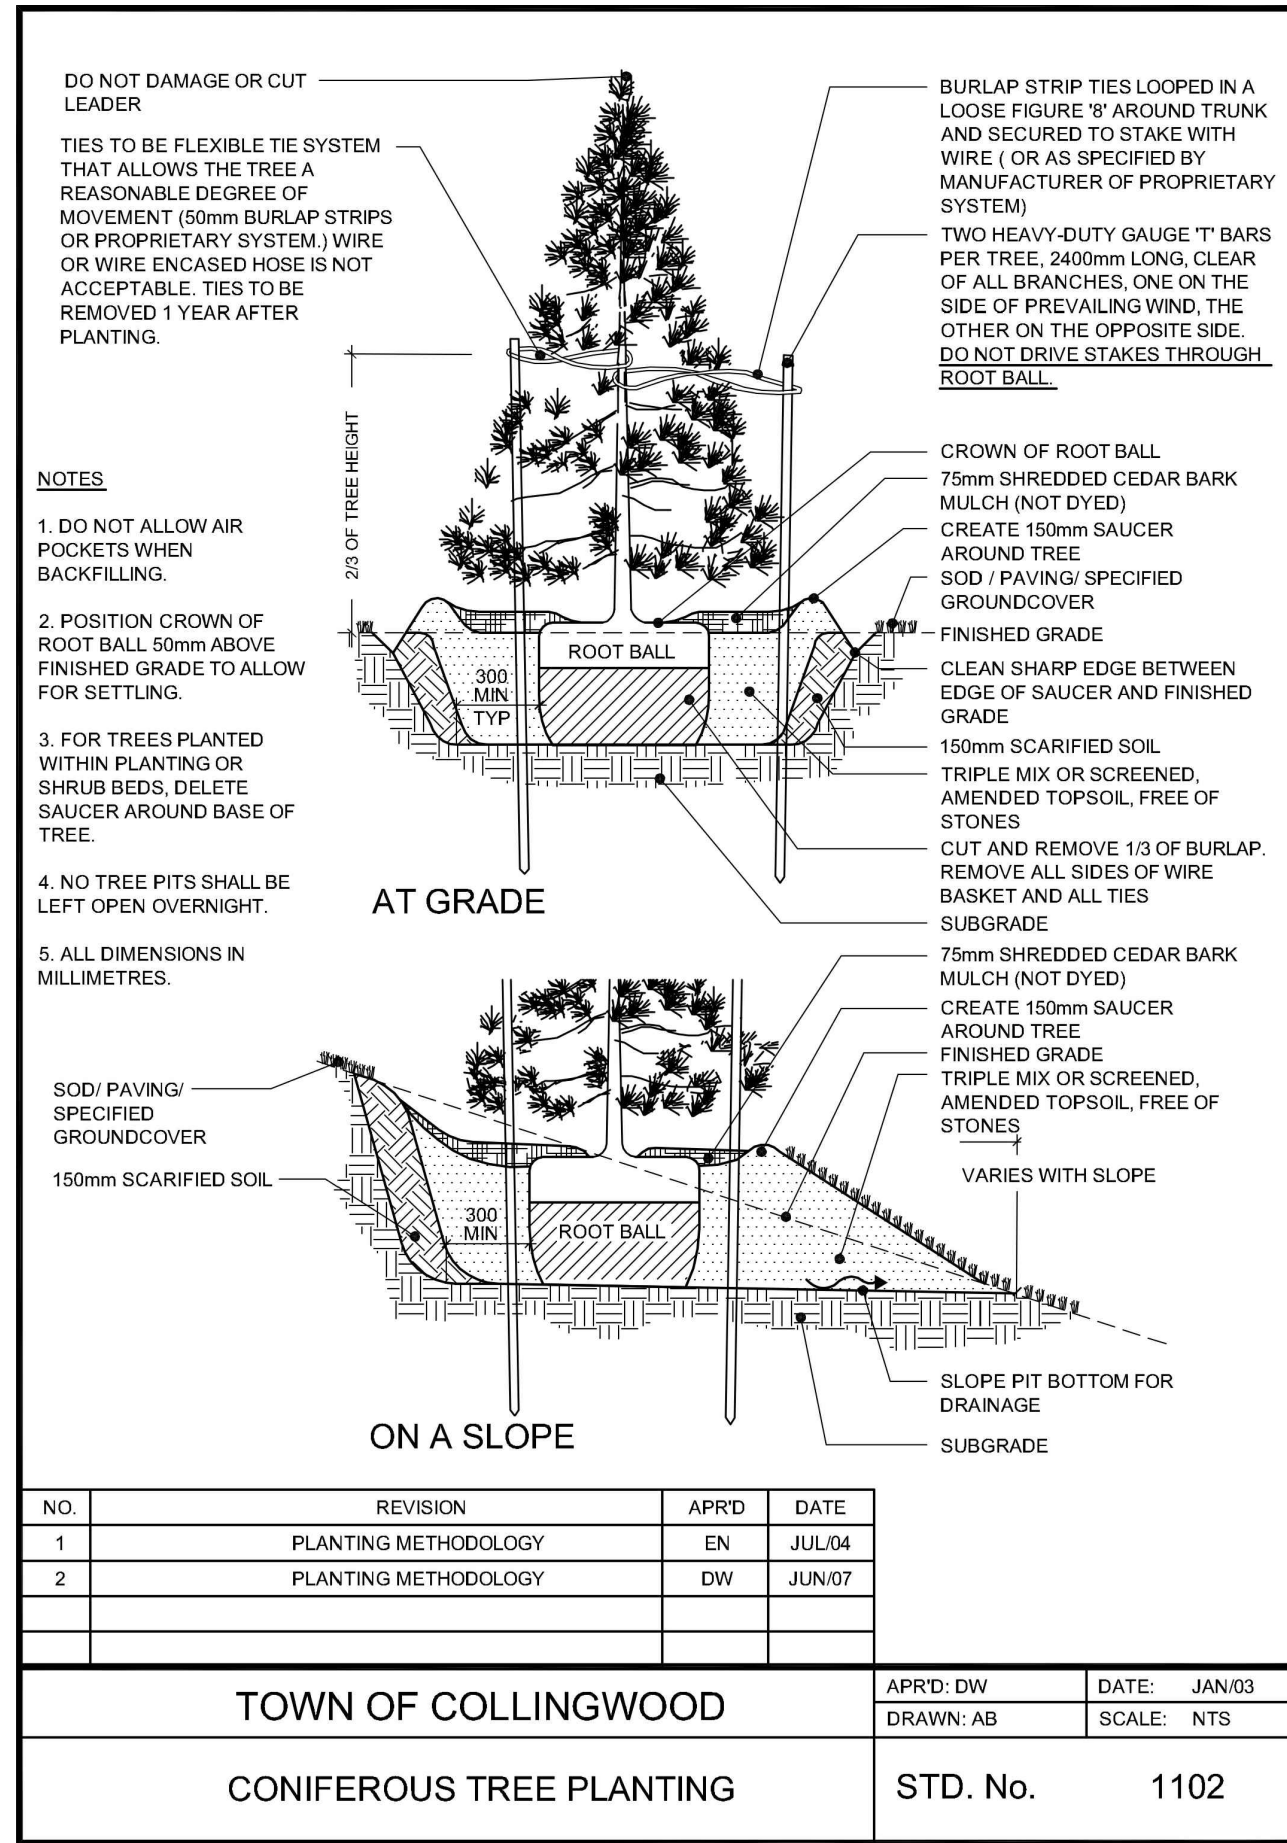 DO NOT DAMAGE OR CUT
LEADER
TIES TO BE FLEXIBLE TIE SYSTEM
THAT ALLOWS THE TREE A
REASONABLE DEGREE OF
MOVEMENT (50mm BURLAP STRIPS
OR PROPRIETARY SYSTEM.) WIRE
OR WIRE ENCASED HOSE IS NOT
ACCEPTABLE. TIES TO BE
REMOVED 1 YEAR AFTER
PLANTING.
BURLAP STRIP TIES LOOPED IN A
LOOSE FIGURE '8' AROUND TRUNK
AND SECURED TO STAKE WITH
WIRE ( OR AS SPECIFIED BY
MANUFACTURER OF PROPRIETARY
SYSTEM)
TWO HEAVY-DUTY GAUGE 'T' BARS
PER TREE, 2400mm LONG, CLEAR
OF ALL BRANCHES, ONE ON THE
SIDE OF PREVAILING WIND, THE
OTHER ON THE OPPOSITE SIDE.
DO NOT DRIVE STAKES THROUGH
ROOT BALL.
2/3 OF TREE HEIGHT
NOTES
1. DO NOT ALLOW AIR
POCKETS WHEN
BACKFILLING.
2. POSITION CROWN OF
ROOT BALL 50mm ABOVE
FINISHED GRADE TO ALLOW
FOR SETTLING.
3. FOR TREES PLANTED
WITHIN PLANTING OR
SHRUB BEDS, DELETE
SAUCER AROUND BASE OF
TREE.
4. NO TREE PITS SHALL BE
LEFT OPEN OVERNIGHT.
5. ALL DIMENSIONS IN
MILLIMETRES.
CROWN OF ROOT BALL
75mm SHREDDED CEDAR BARK
MULCH (NOT DYED)
CREATE 150mm SAUCER
AROUND TREE
SOD / PAVING/ SPECIFIED
GROUNDCOVER
FINISHED GRADE
CLEAN SHARP EDGE BETWEEN
EDGE OF SAUCER AND FINISHED
GRADE
150mm SCARIFIED SOIL
TRIPLE MIX OR SCREENED,
AMENDED TOPSOIL, FREE OF
STONES
CUT AND REMOVE 1/3 OF BURLAP.
REMOVE ALL SIDES OF WIRE
BASKET AND ALL TIES
SUBGRADE
ROOT BALL
300
MIN
TYP
AT GRADE
75mm SHREDDED CEDAR BARK
MULCH (NOT DYED)
CREATE 150mm SAUCER
AROUND TREE
FINISHED GRADE
TRIPLE MIX OR SCREENED,
AMENDED TOPSOIL, FREE OF
STONES
VARIES WITH SLOPE
SOD/ PAVING/
SPECIFIED
GROUNDCOVER
150mm SCARIFIED SOIL
300
MIN
ROOT BALL
SLOPE PIT BOTTOM FOR
DRAINAGE
SUBGRADE
ON A SLOPE
NO. REVISION APR'D DATE
1 PLANTING METHODOLOGY EN JUL/04
2 PLANTING METHODOLOGY DW JUN/07
TOWN OF COLLINGWOOD
APR'D: DW DATE: JAN/03
DRAWN: AB SCALE: NTS
CONIFEROUS TREE PLANTING
STD. No. 1102